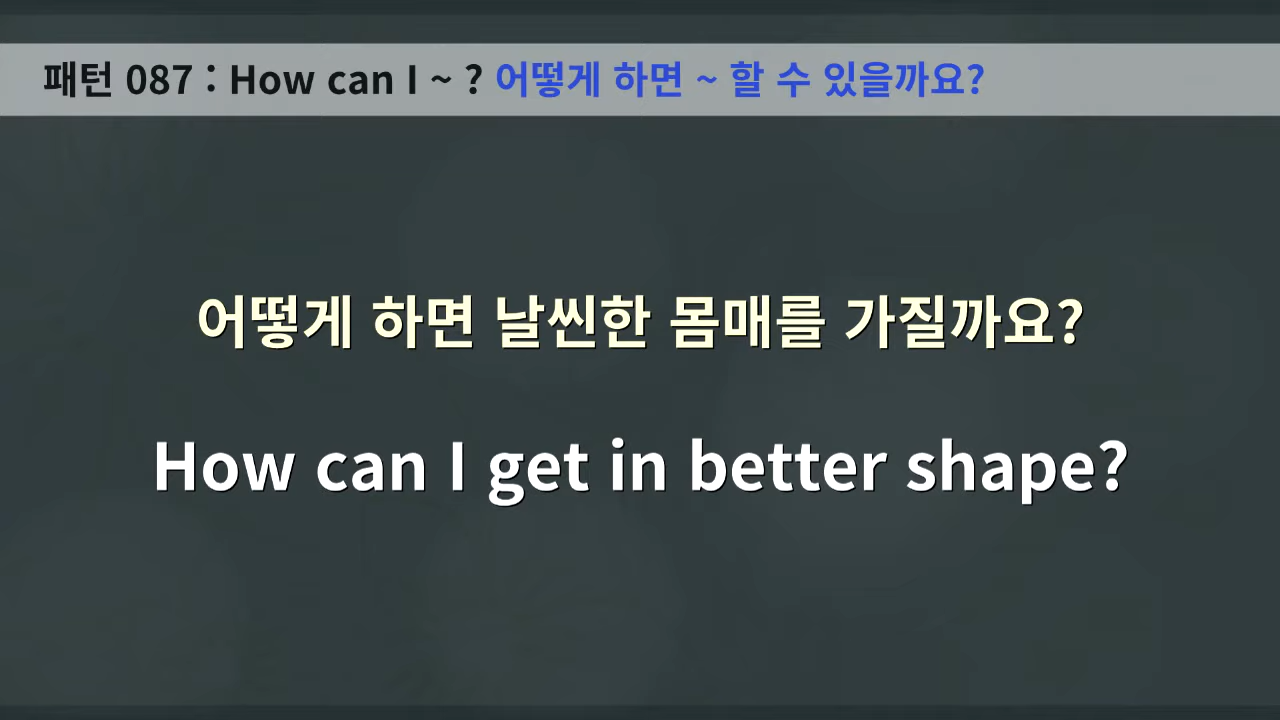 패턴 087 : How can I ~ ? 어떻게 하면 ~ 할 수 있을까요?
어떻게 하면 날씬한 몸매를 가질까요?
How can I get in better shape?